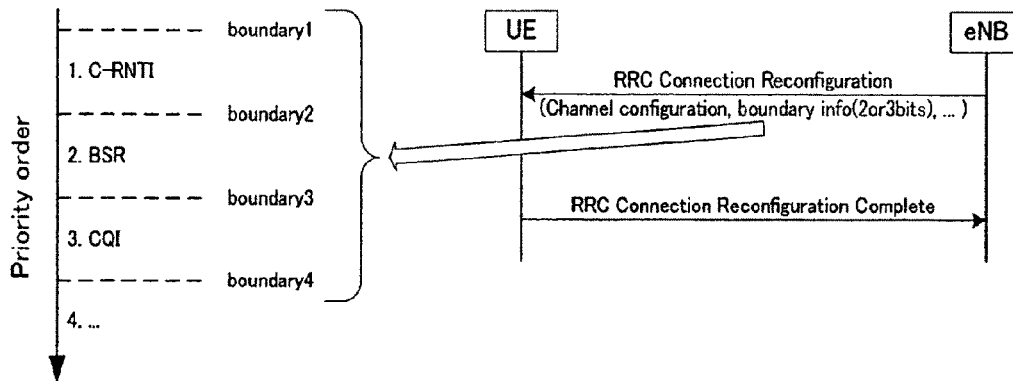 Priority order
boundary1
1. C-RNTI
boundary2
2. BSR
boundary3
3. CQI
boundary4
4. ...
UE
eNB
RRC Connection Reconfiguration
(Channel configuration, boundary info(2or3bits), ... )
RRC Connection Reconfiguration Complete